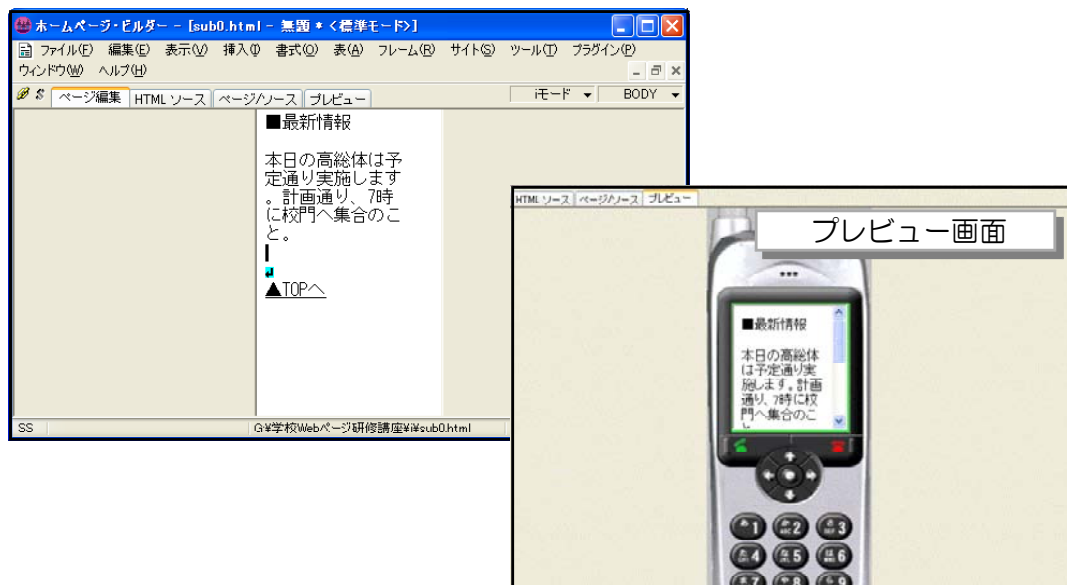 ホームページ・ビルダー - [sub0.html - 無題 * <標準モード>]
ファイル(F) 編集(E) 表示(V) 挿入(I) 書式(O) 表(A) フレーム(R) サイト(S) ツール(T) プラグイン(P)
ウィンドウ(W) ヘルプ(H)
ページ編集 HTML ソース ページ/ソース プレビュー iモード BODY
■最新情報
本日の高総体は予
定通り実施します
。計画通り、7時
に校門へ集合のこ
と。
▲TOPへ
SS G:¥学校Webページ研修講座¥i¥sub0.html
HTML ソース ページ/ソース プレビュー
プレビュー画面
■最新情報
本日の高総体
は予定通り実
施します。計画
通り、7時に校
門へ集合のこ
1 2 3
4 5 6
7 8 9